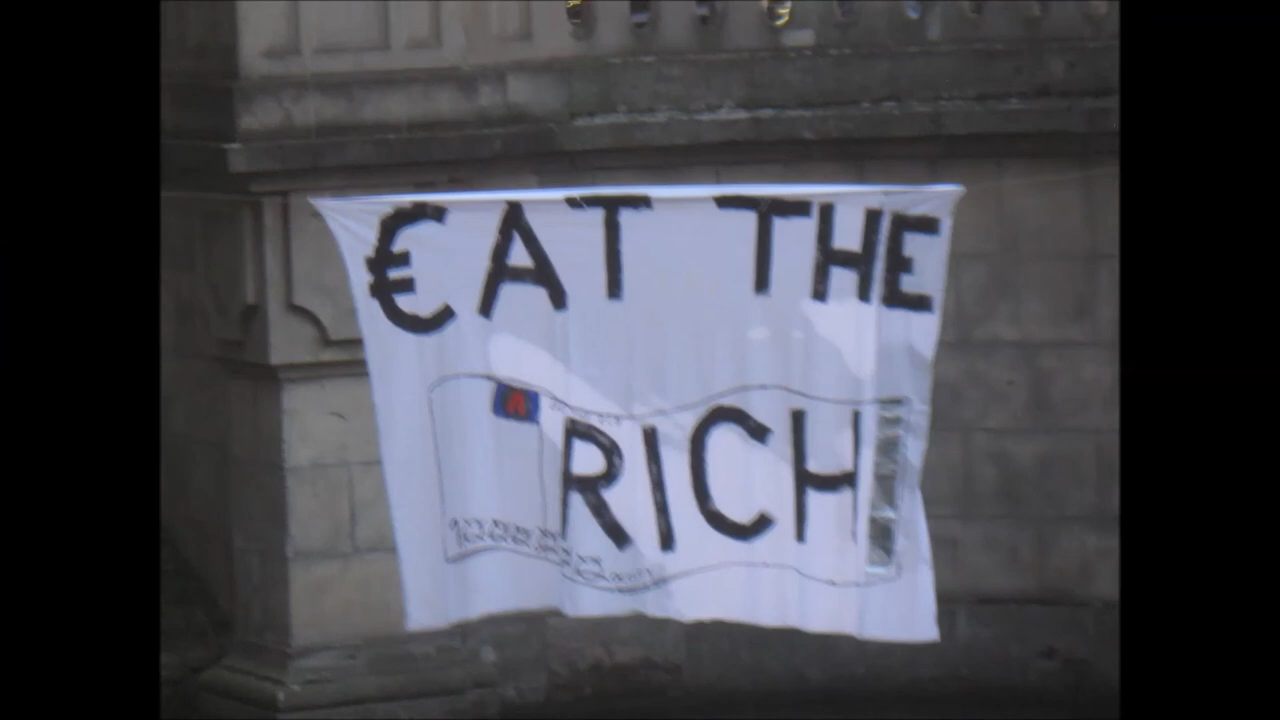 €AT THE
A
RICH